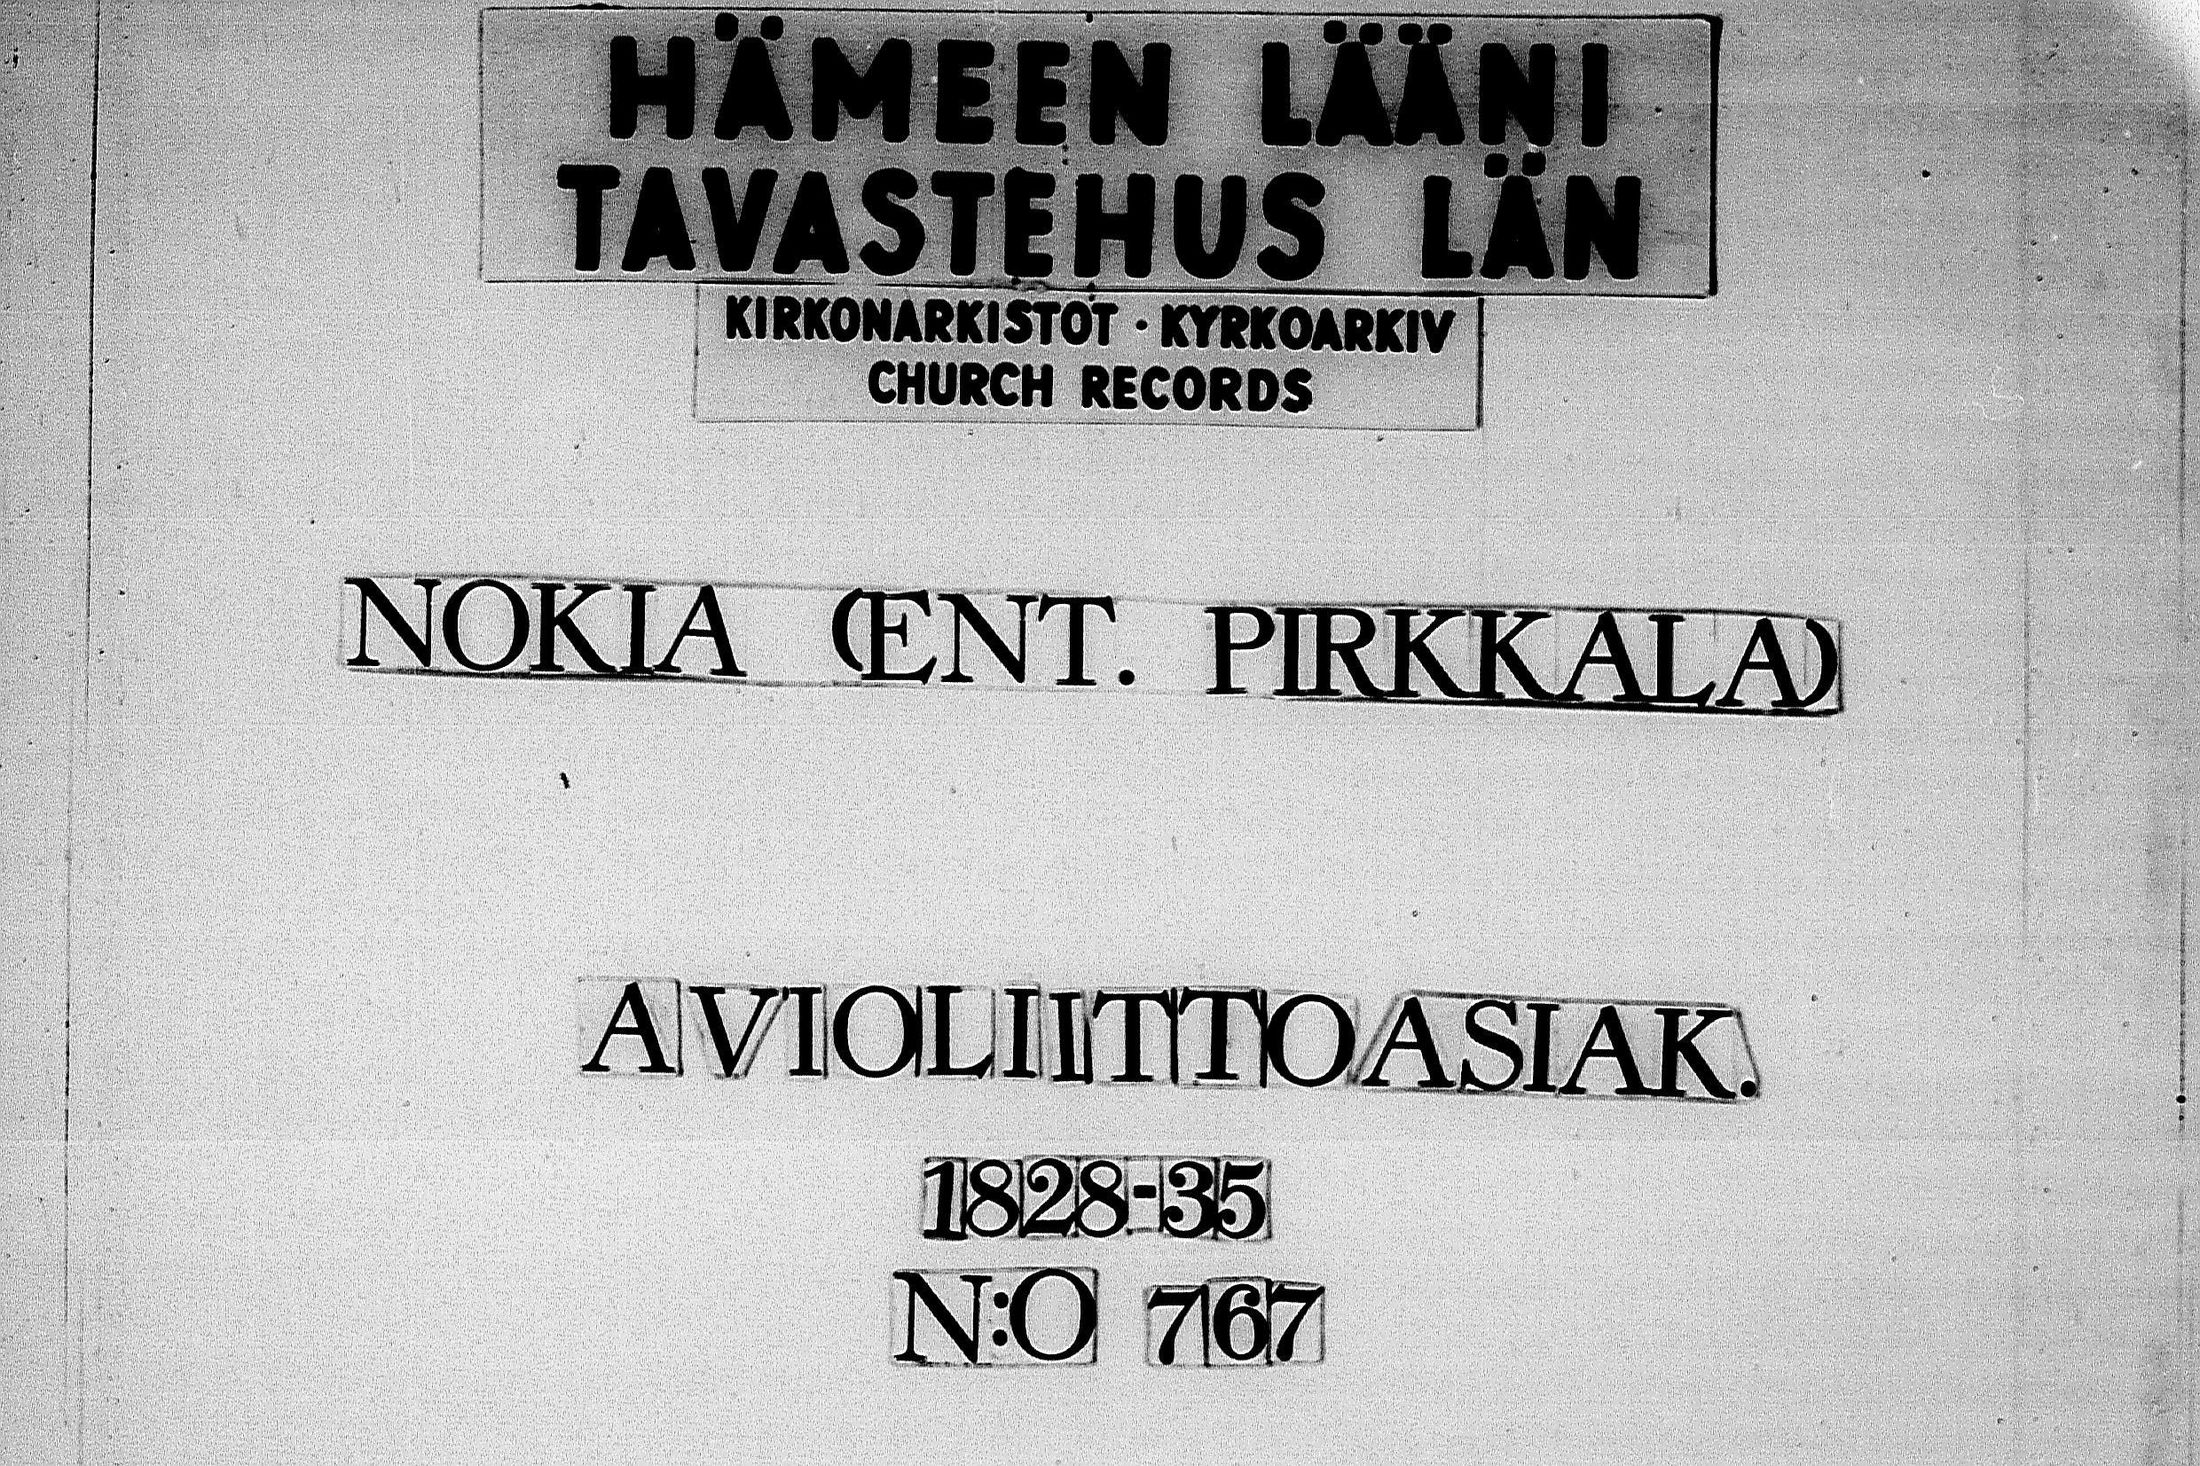 HÄMEEN LÄÄNI
TAVASTEHUS LÄN
KIRKONARKISTOT · KYRKOARKIV
CHURCH RECORDS
NOKIA (ENT. PIRKKALA)
AVIOLIITTOASIAK.
1828-35
N:O 767